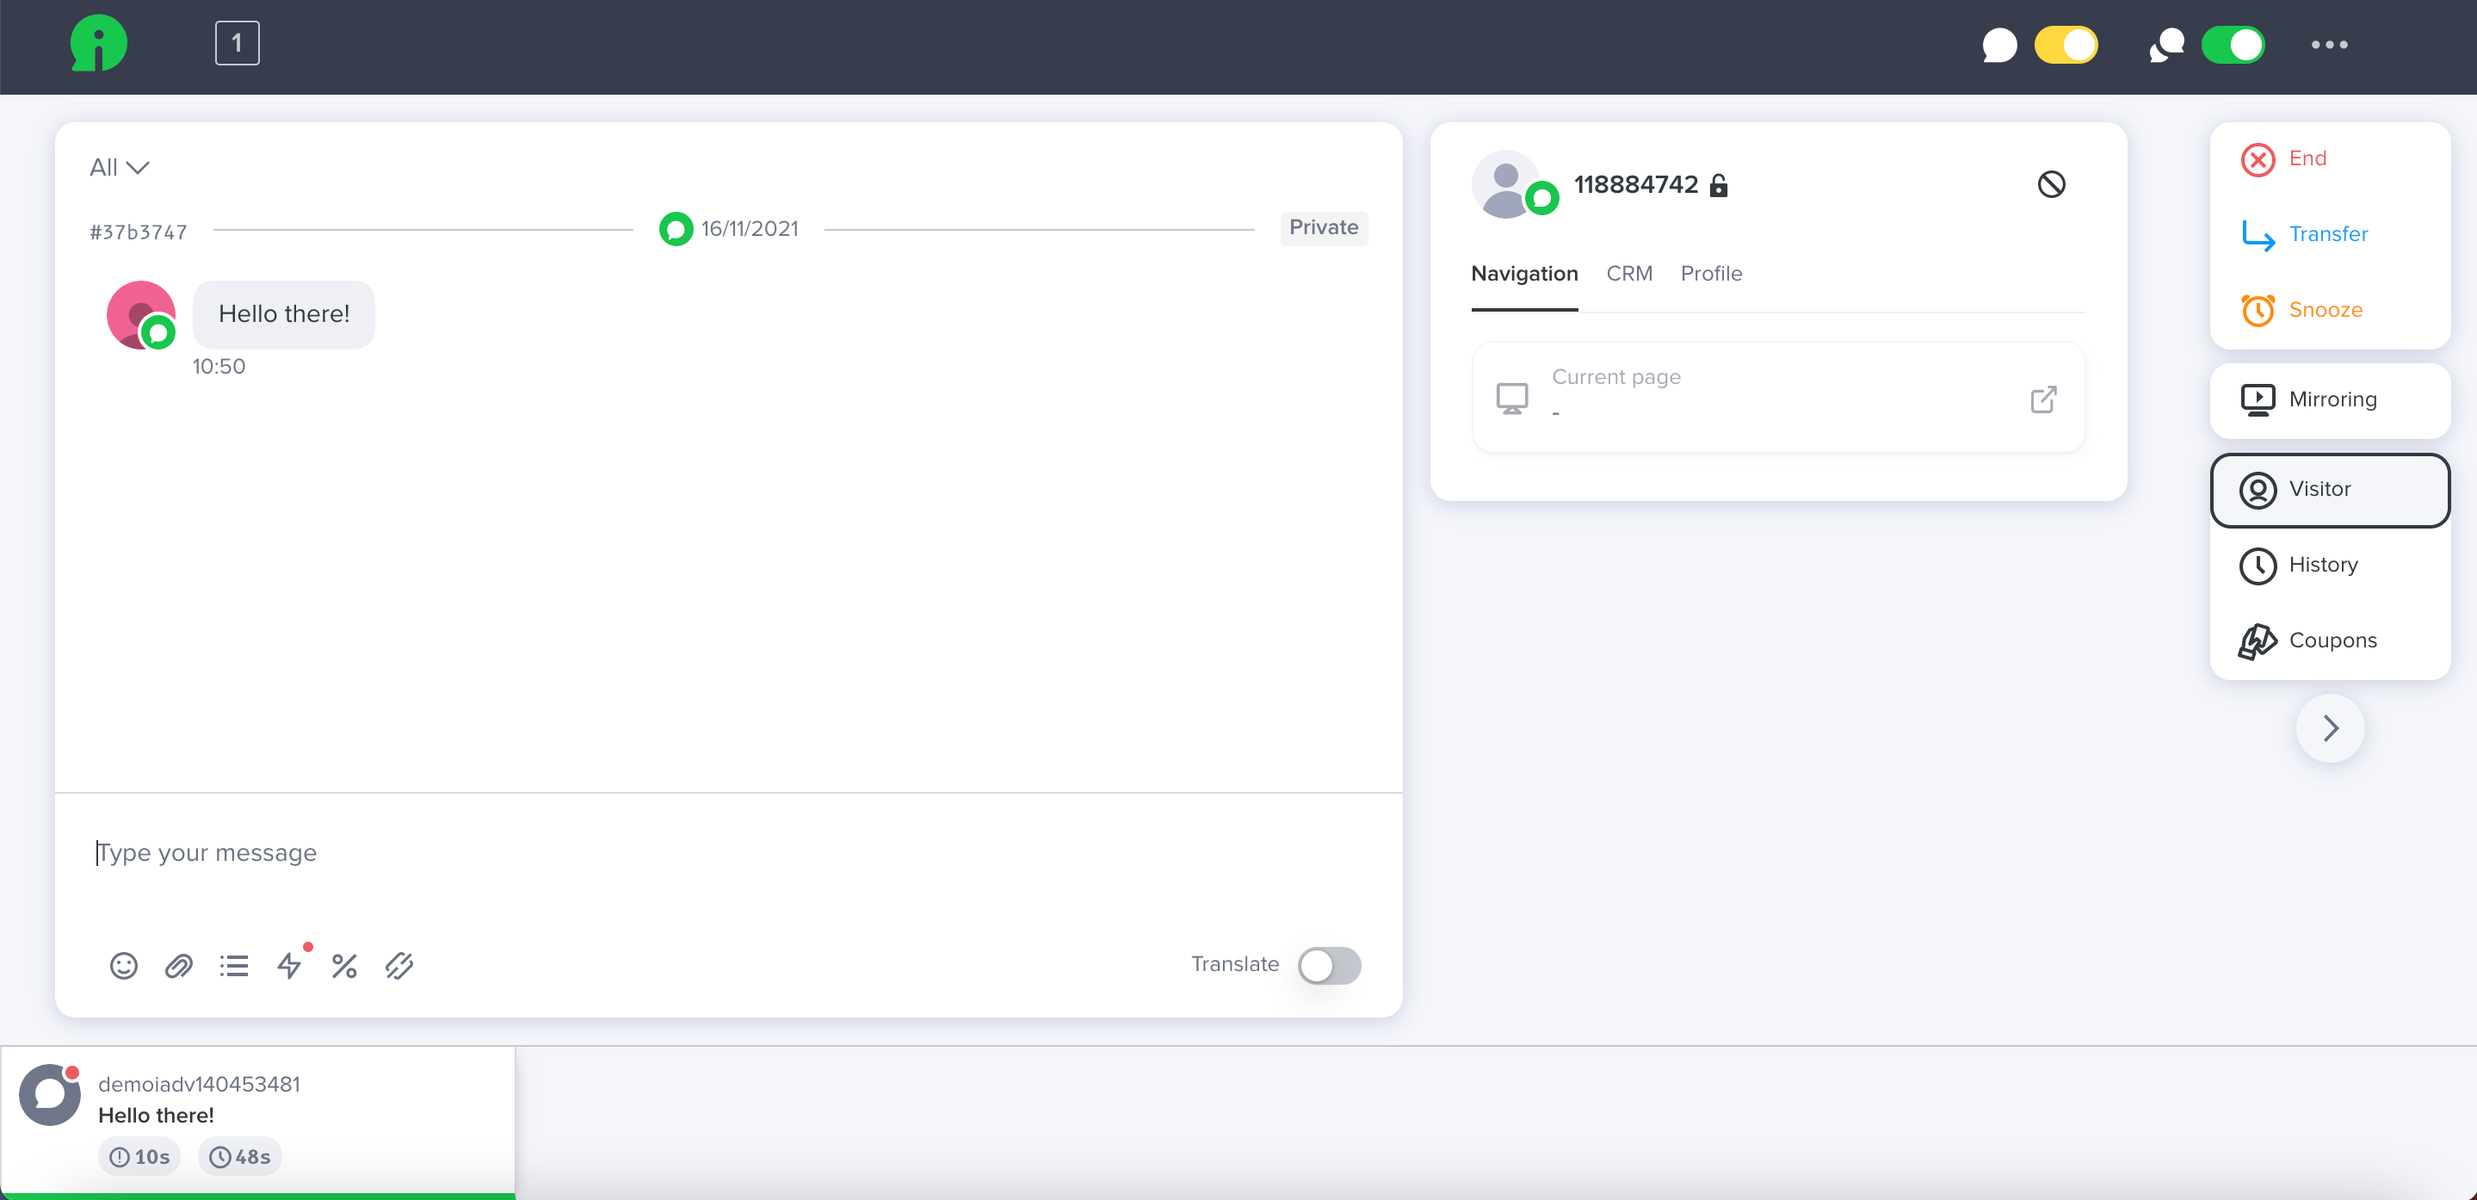 1
All
#37b3747
16/11/2021
Private
Hello there!
10:50
Type your message
Translate
118884742
Navigation
CRM
Profile
Current page
-
End
Transfer
Snooze
Mirroring
Visitor
History
Coupons
demoiadv140453481
Hello there!
10s
48s